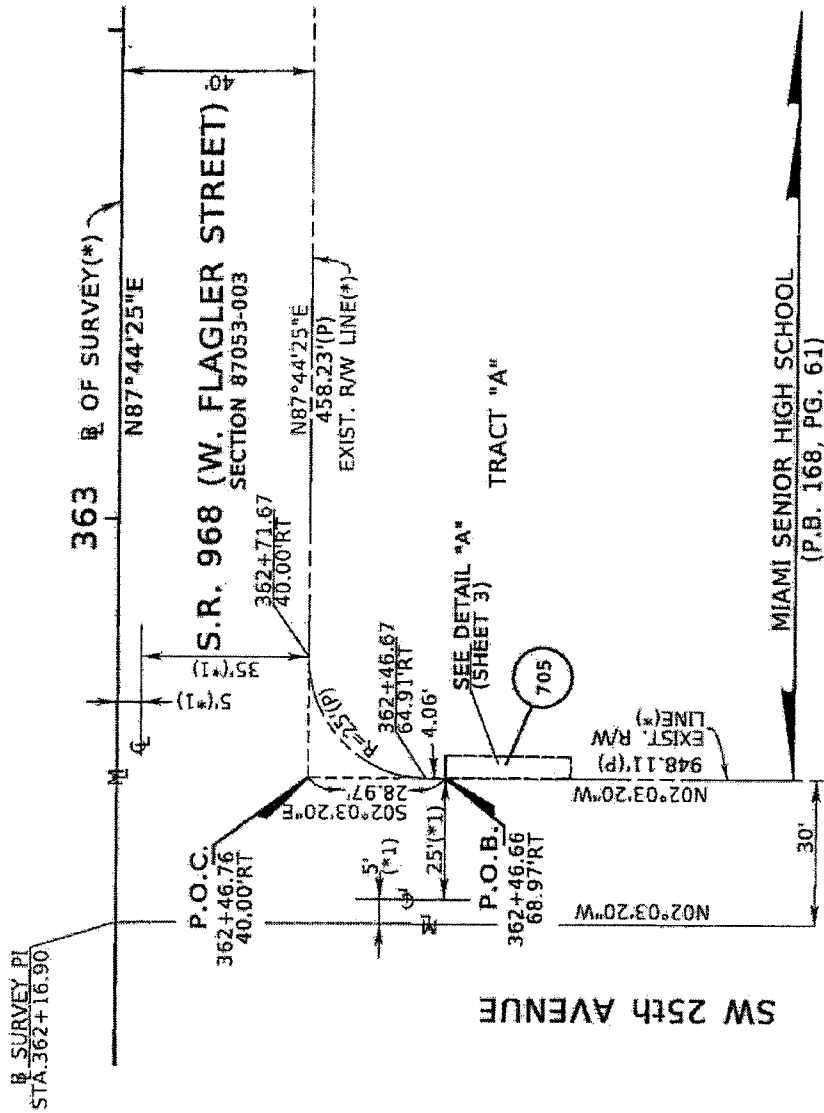 B SURVEY PI
STA.362+16.90
363
B OF SURVEY(*)
N87°44'25"E
40'
5'(*1)
35'(*1)
S.R. 968 (W. FLAGLER STREET)
SECTION 87053-003
362+71.67
40.00'RT
N87°44'25"E
458.23'(P)
EXIST. R/W LINE(*)
R=25'(P)
P.O.C.
362+46.76
40.00'RT
S02°03'20"E
28.97'
362+46.67
64.91'RT
4.06'
5'
(*1)
25'(*1)
P.O.B.
362+46.66
68.97'RT
SEE DETAIL "A"
(SHEET 3)
705
TRACT "A"
N02°03'20"W
N02°03'20"W
948.11'(P)
EXIST. R/W
LINE(*)
30'
MIAMI SENIOR HIGH SCHOOL
(P.B. 168, PG. 61)
SW 25th AVENUE